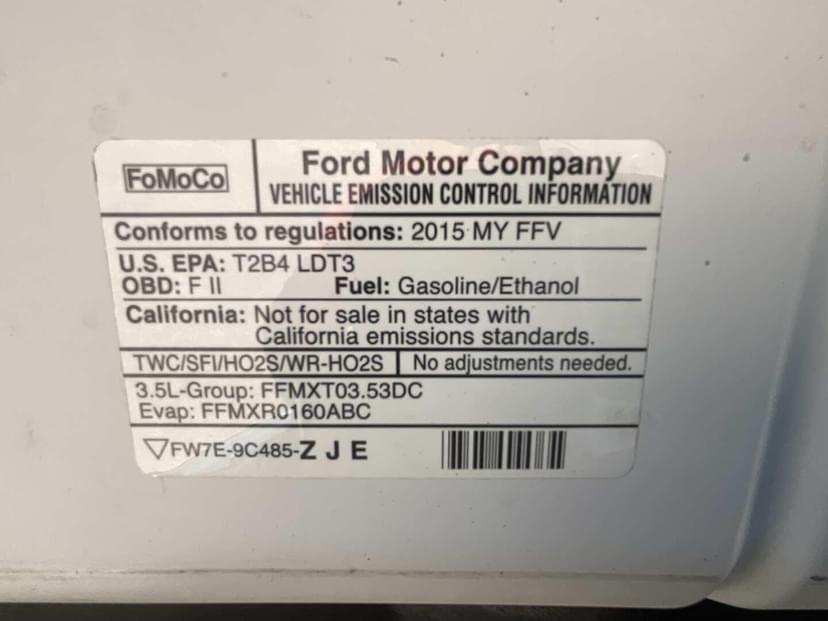 FoMoCo
Ford Motor Company
VEHICLE EMISSION CONTROL INFORMATION
Conforms to regulations: 2015 MY FFV
U.S. EPA: T2B4 LDT3
OBD: F II Fuel: Gasoline/Ethanol
California: Not for sale in states with
California emissions standards.
TWC/SFI/HO2S/WR-HO2S No adjustments needed.
3.5L-Group: FFMXT03.53DC
Evap: FFMXR0160ABC
FW7E-9C485-Z J E